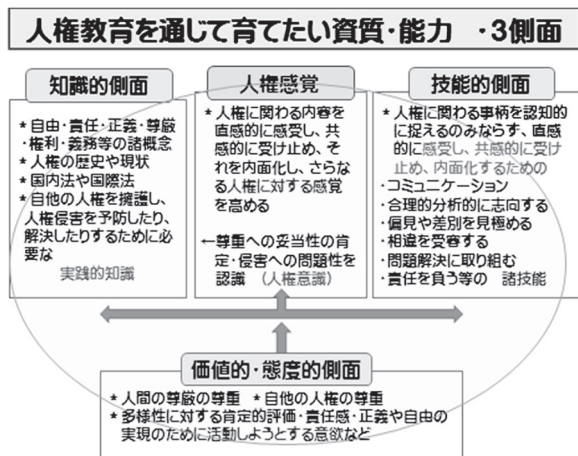 人権教育を通じて育てたい資質・能力 ・3側面
知識的側面
* 自由・責任・正義・尊厳
・権利・義務等の諸概念
* 人権の歴史や現状
* 国内法や国際法
* 自他の人権を擁護し、
人権侵害を予防したり、
解決したりするために必
要な
実践的知識
人権感覚
* 人権に関わる内容を
直感的に感受し、共
感的に受け止め、そ
れを内面化し、さらな
る人権に対する感覚
を高める
←尊重への妥当性の肯
定・侵害への問題性を
認識 (人権意識)
技能的側面
* 人権に関わる事柄を認知的
に捉えるのみならず、直感
的に感受し、共感的に受け
止め、内面化するための
・コミュニケーション
・合理的分析的に志向する
・偏見や差別を見極める
・相違を受容する
・問題解決に取り組む
・責任を負う等の 諸技能
価値的・態度的側面
* 人間の尊厳の尊重 * 自他の人権の尊重
* 多様性に対する肯定的評価・責任感・正義や自由の
実現のために活動しようとする意欲など